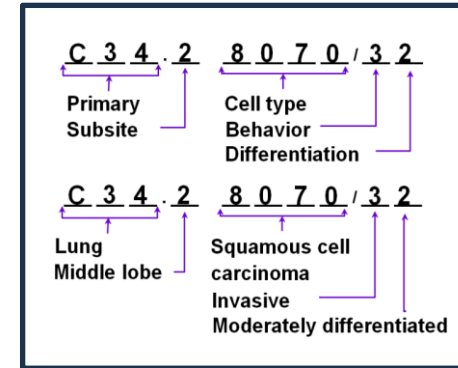 C 3 4 . 2 8 0 7 0 / 3 2
Primary Cell type
Subsite Behavior
Differentiation
C 3 4 . 2 8 0 7 0 / 3 2
Lung Squamous cell
Middle lobe carcinoma
Invasive
Moderately differentiated